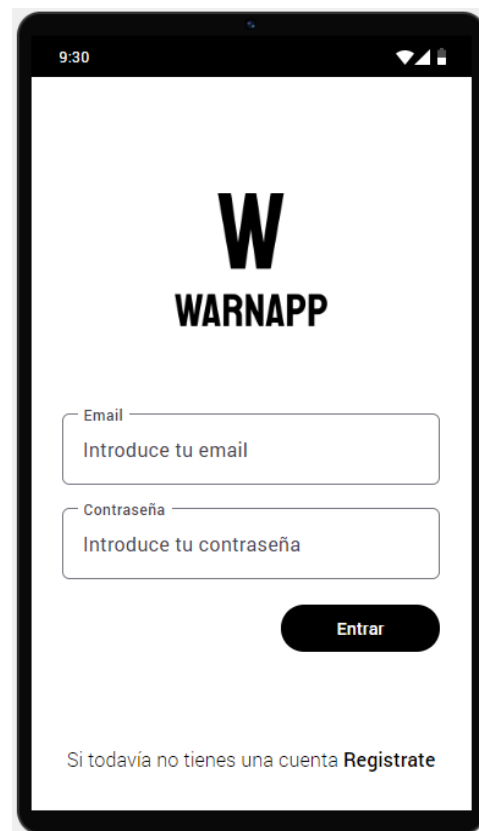 9:30
W
WARNAPP
Email
Introduce tu email
Contraseña
Introduce tu contraseña
Entrar
Si todavía no tienes una cuenta Registrate